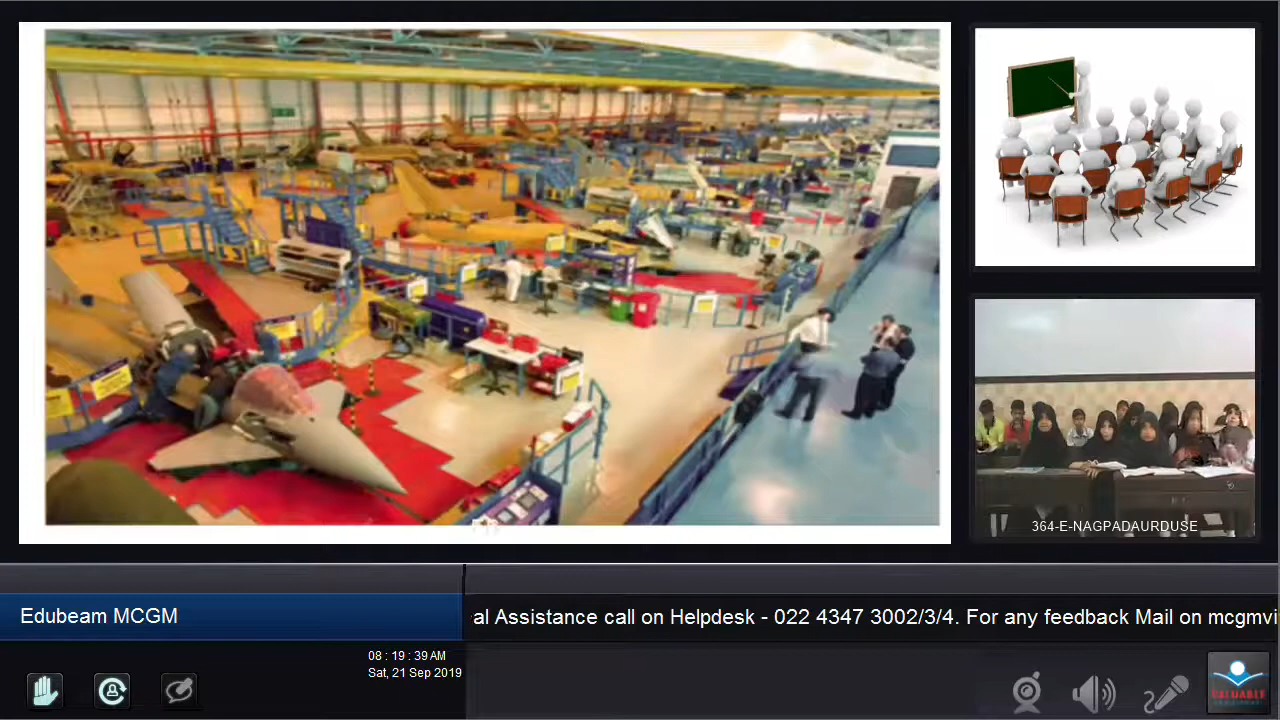 364-E-NAGPADAURDUSE
Edubeam MCGM
al Assistance call on Helpdesk - 022 4347 3002/3/4. For any feedback Mail on mcgmvi
08 : 19 : 39 AM
Sat, 21 Sep 2019
VALUABLE